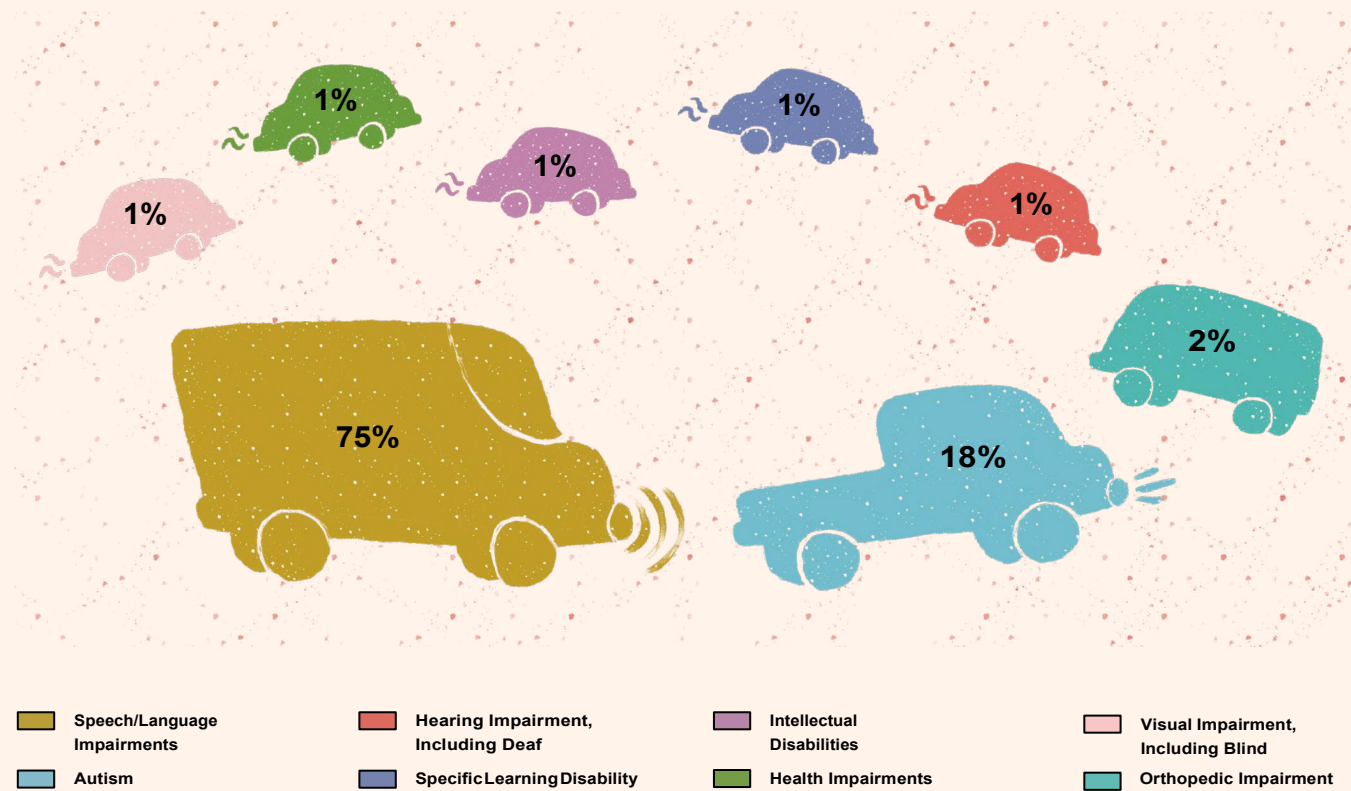 1%
1%
1%
1%
1%
2%
75%
18%
Speech/Language
Impairments
Hearing Impairment,
Including Deaf
Intellectual
Disabilities
Visual Impairment,
Including Blind
Autism
Specific Learning Disability
Health Impairments
Orthopedic Impairment